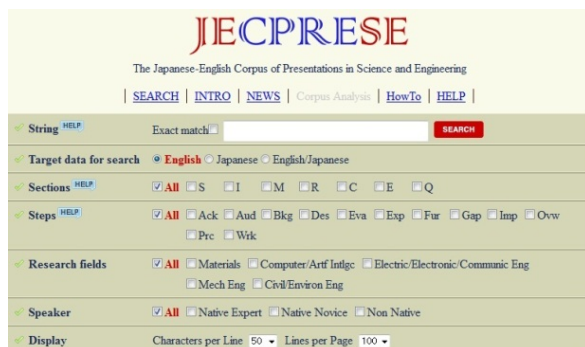 JECPRESE
The Japanese-English Corpus of Presentations in Science and Engineering
| SEARCH | INTRO | NEWS | Corpus Analysis | HowTo | HELP |
String HELP Exact match SEARCH
Target data for search English Japanese English/Japanese
Sections HELP All S I M R C E Q
Steps HELP All Ack Aud Bkg Des Eva Exp Fur Gap Imp Ovw
Prc Wrk
Research fields All Materials Computer/Artf Intlgc Electric/Electronic/Communic Eng
Mech Eng Civil/Environ Eng
Speaker All Native Expert Native Novice Non Native
Display Characters per Line 50 Lines per Page 100